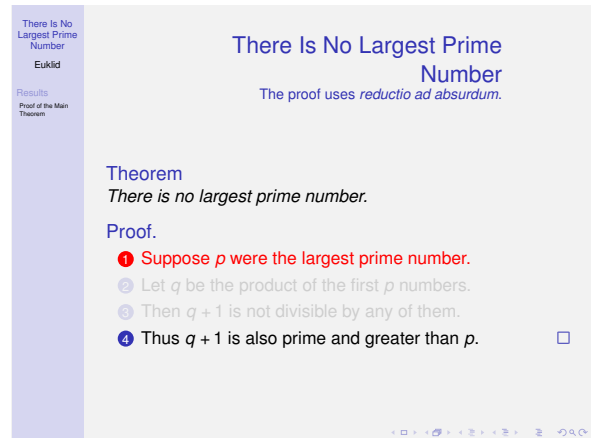 There Is No
Largest Prime
Number
Euklid
Results
Proof of the Main
Theorem
There Is No Largest Prime
Number
The proof uses reductio ad absurdum.
Theorem
There is no largest prime number.
Proof.
1 Suppose p were the largest prime number.
2 Let q be the product of the first p numbers.
3 Then q + 1 is not divisible by any of them.
4 Thus q + 1 is also prime and greater than p. □